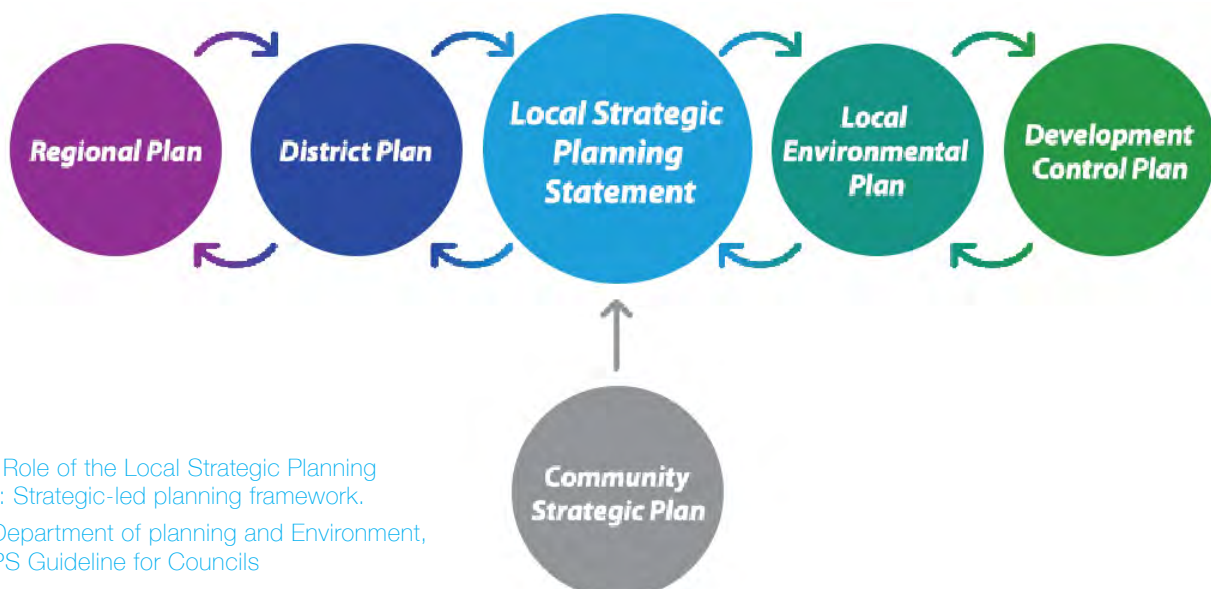 Regional Plan
District Plan
Local Strategic
Planning
Statement
Local
Environmental
Plan
Development
Control Plan
Community
Strategic Plan
Role of the Local Strategic Planning
: Strategic-led planning framework.
Department of planning and Environment,
PS Guideline for Councils